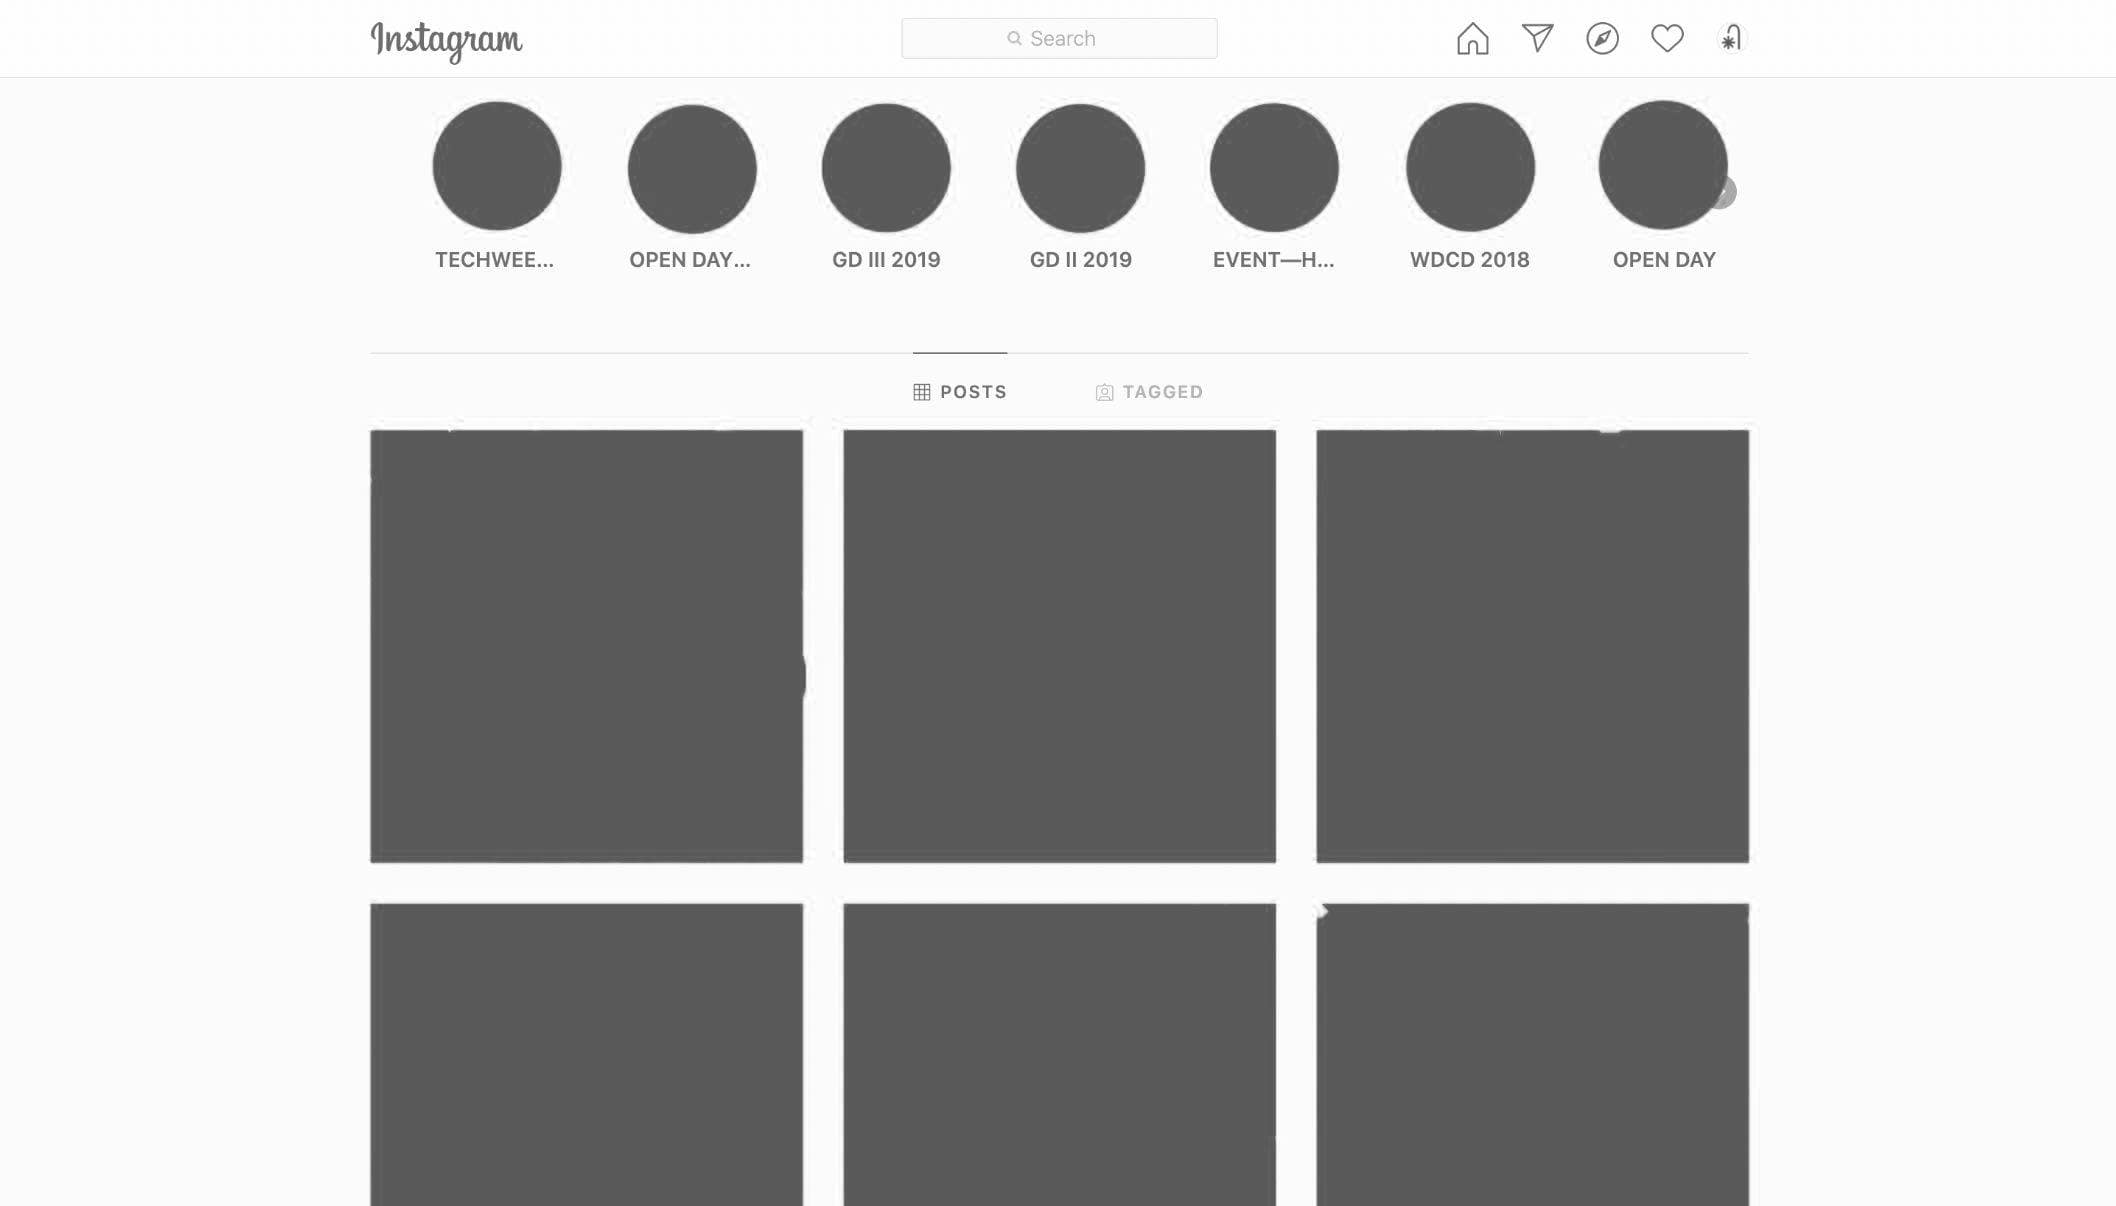 Instagram
Search
TECHWEE... OPEN DAY... GD III 2019 GD II 2019 EVENT—H... WDCD 2018 OPEN DAY
POSTS TAGGED